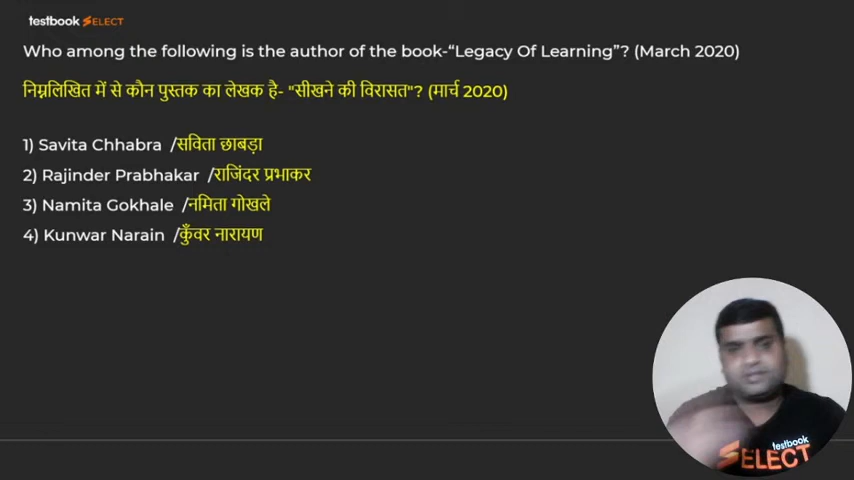 testbook SELECT
Who among the following is the author of the book-“Legacy Of Learning”? (March 2020)
निम्नलिखित में से कौन पुस्तक का लेखक है- "सीखने की विरासत"? (मार्च 2020)
1) Savita Chhabra /सविता छाबड़ा
2) Rajinder Prabhakar /राजिंदर प्रभाकर
3) Namita Gokhale /नमिता गोखले
4) Kunwar Narain /कुँवर नारायण
testbook
SELECT